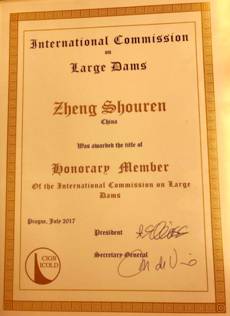 International Commission
on
Large Dams
Zheng Shouren
China
Was awarded the title of
Honorary Member
Of the International Commission on Large
Dams
Prague, July 2017
President
Secretary General
CIGB
ICOLD